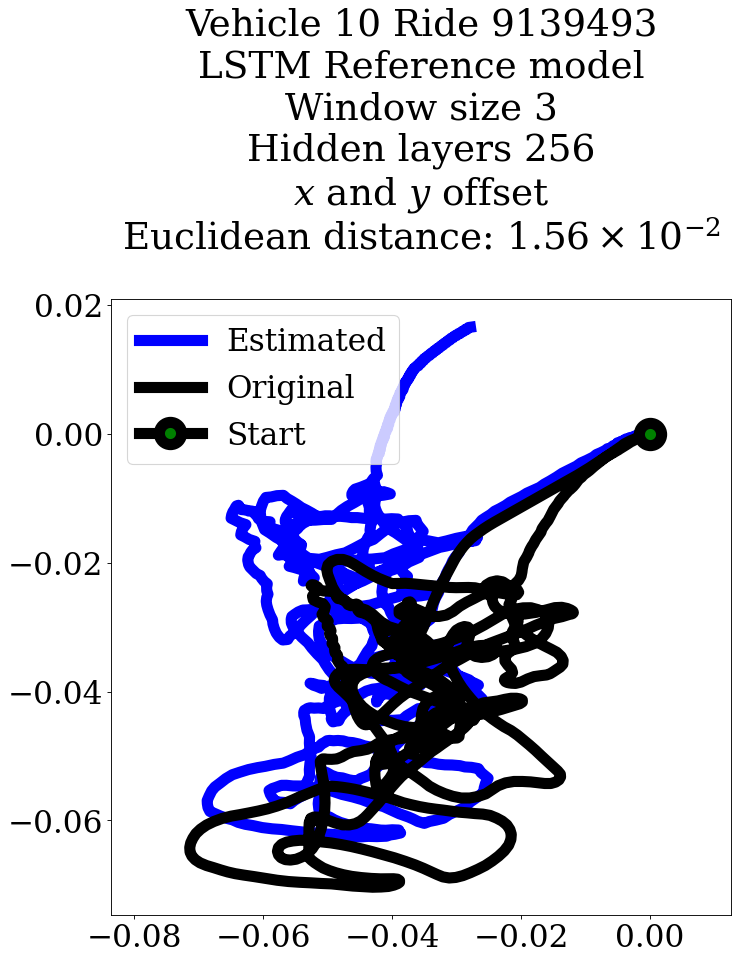 Vehicle 10 Ride 9139493
LSTM Reference model
Window size 3
Hidden layers 256
x and y offset
Euclidean distance: 1.56 × 10⁻²
Estimated
Original
Start
0.02
0.00
−0.02
−0.04
−0.06
−0.08 −0.06 −0.04 −0.02 0.00